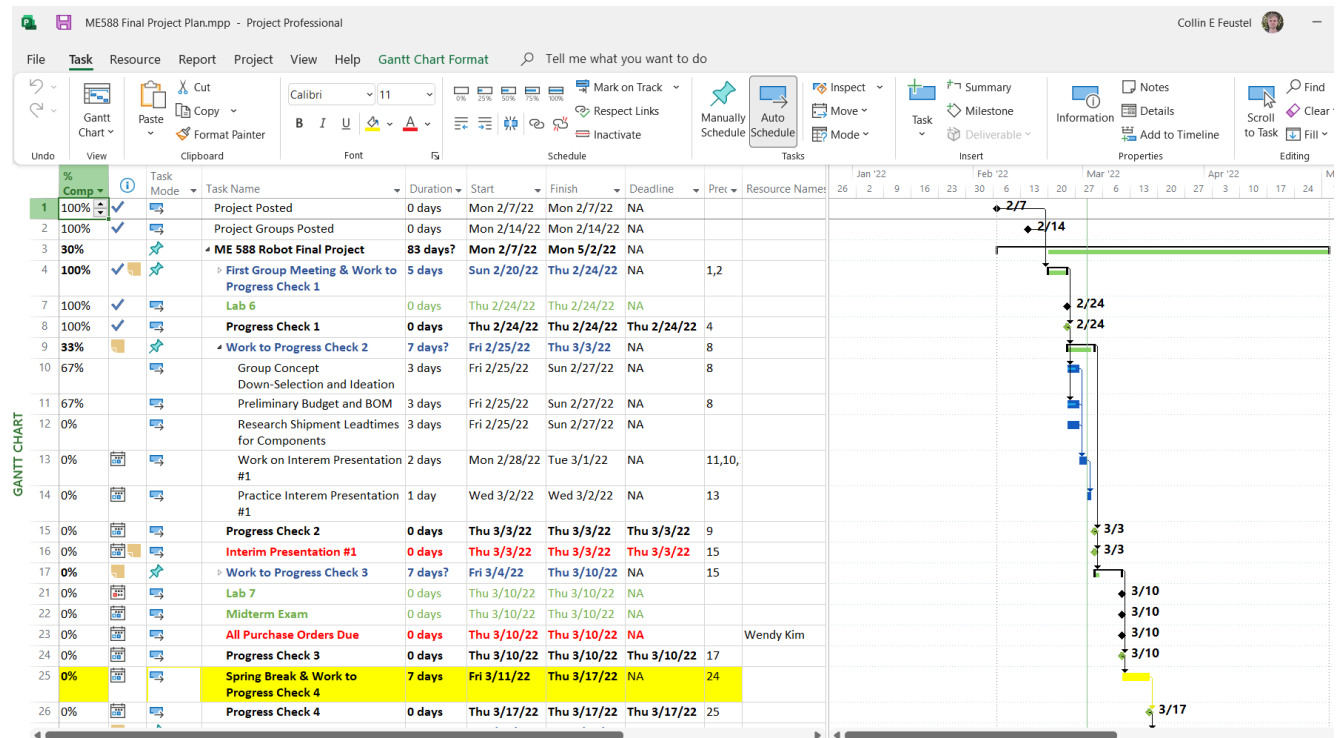 ME588 Final Project Plan.mpp - Project Professional
Collin E Feustel
File Task Resource Report Project View Help Gantt Chart Format Tell me what you want to do
Gantt Chart
Paste
Cut
Copy
Format Painter
Calibri 11
B I U A
0% 25% 50% 75% 100%
Mark on Track
Respect Links
Inactivate
Manually Schedule
Auto Schedule
Inspect
Move
Mode
Task
Summary
Milestone
Deliverable
Information
Notes
Details
Add to Timeline
Scroll to Task
Find
Clear
Fill
Undo View Clipboard Font Schedule Tasks Insert Properties Editing
% Comp Task Mode Task Name Duration Start Finish Deadline Prec Resource Names
Jan '22 Feb '22 Mar '22 Apr '22 M
26 2 9 16 23 30 6 13 20 27 6 13 20 27 3 10 17 24
GANTT CHART
1 100% Project Posted 0 days Mon 2/7/22 Mon 2/7/22 NA 2/7
2 100% Project Groups Posted 0 days Mon 2/14/22 Mon 2/14/22 NA 2/14
3 30% ME 588 Robot Final Project 83 days? Mon 2/7/22 Mon 5/2/22 NA
4 100% First Group Meeting & Work to 5 days Sun 2/20/22 Thu 2/24/22 NA 1,2
Progress Check 1
7 100% Lab 6 0 days Thu 2/24/22 Thu 2/24/22 NA 2/24
8 100% Progress Check 1 0 days Thu 2/24/22 Thu 2/24/22 Thu 2/24/22 4 2/24
9 33% Work to Progress Check 2 7 days? Fri 2/25/22 Thu 3/3/22 NA 8
10 67% Group Concept 3 days Fri 2/25/22 Sun 2/27/22 NA 8
Down-Selection and Ideation
11 67% Preliminary Budget and BOM 3 days Fri 2/25/22 Sun 2/27/22 NA 8
12 0% Research Shipment Leadtimes 3 days Fri 2/25/22 Sun 2/27/22 NA
for Components
13 0% Work on Interem Presentation 2 days Mon 2/28/22 Tue 3/1/22 NA 11,10,
#1
14 0% Practice Interem Presentation 1 day Wed 3/2/22 Wed 3/2/22 NA 13
#1
15 0% Progress Check 2 0 days Thu 3/3/22 Thu 3/3/22 Thu 3/3/22 9 3/3
16 0% Interim Presentation #1 0 days Thu 3/3/22 Thu 3/3/22 Thu 3/3/22 15 3/3
17 0% Work to Progress Check 3 7 days? Fri 3/4/22 Thu 3/10/22 NA 15
21 0% Lab 7 0 days Thu 3/10/22 Thu 3/10/22 NA 3/10
22 0% Midterm Exam 0 days Thu 3/10/22 Thu 3/10/22 NA 3/10
23 0% All Purchase Orders Due 0 days Thu 3/10/22 Thu 3/10/22 NA Wendy Kim 3/10
24 0% Progress Check 3 0 days Thu 3/10/22 Thu 3/10/22 Thu 3/10/22 17 3/10
25 0% Spring Break & Work to 7 days Fri 3/11/22 Thu 3/17/22 NA 24
Progress Check 4
26 0% Progress Check 4 0 days Thu 3/17/22 Thu 3/17/22 Thu 3/17/22 25 3/17